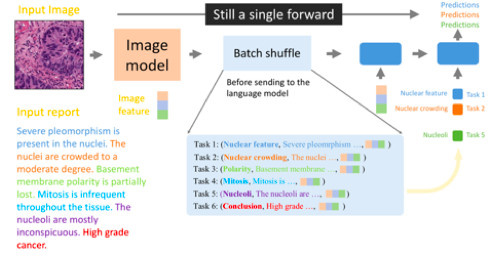 Input Image
Still a single forward
Predictions
Predictions
Predictions
Image
model
Batch shuffle
Before sending to the
language model
Image
feature
Nuclear feature
Task 1
Nuclear crowding
Task 2
Nucleoli
Task 5
Input report
Severe pleomorphism is
present in the nuclei. The
nuclei are crowded to a
moderate degree. Basement
membrane polarity is partially
lost. Mitosis is infrequent
throughout the tissue. The
nucleoli are mostly
inconspicuous. High grade
cancer.
Task 1: (Nuclear feature, Severe pleomorphism …, )
Task 2: (Nuclear crowding, The nuclei …, )
Task 3: (Polarity, Basement membrane …, )
Task 4: (Mitosis, Mitosis is …, )
Task 5: (Nucleoli, The nucleoli are …, )
Task 6: (Conclusion, High grade …, )